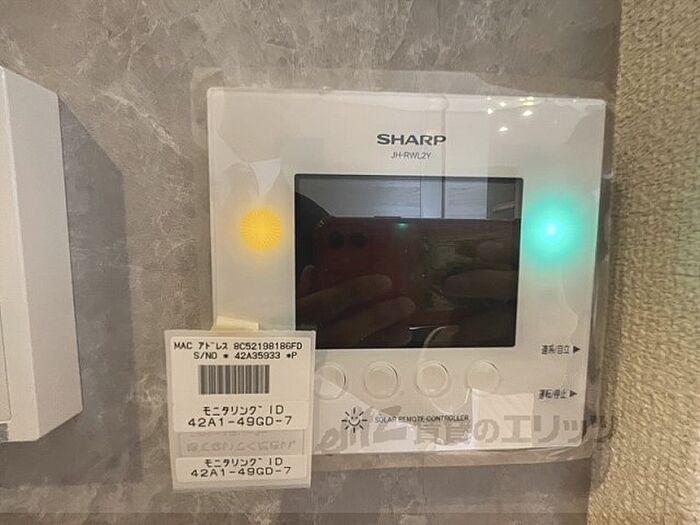 SHARP
JH-RWL2Y
連系/自立 ▶
運転/停止 ▶
SOLAR REMOTE CONTROLLER
MAC アドレス 8C52198186FD
S/NO * 42A35933 *P
モニタリング ID
42A1-49GD-7
モニタリング ID
42A1-49GD-7
賃貸のエリッツ